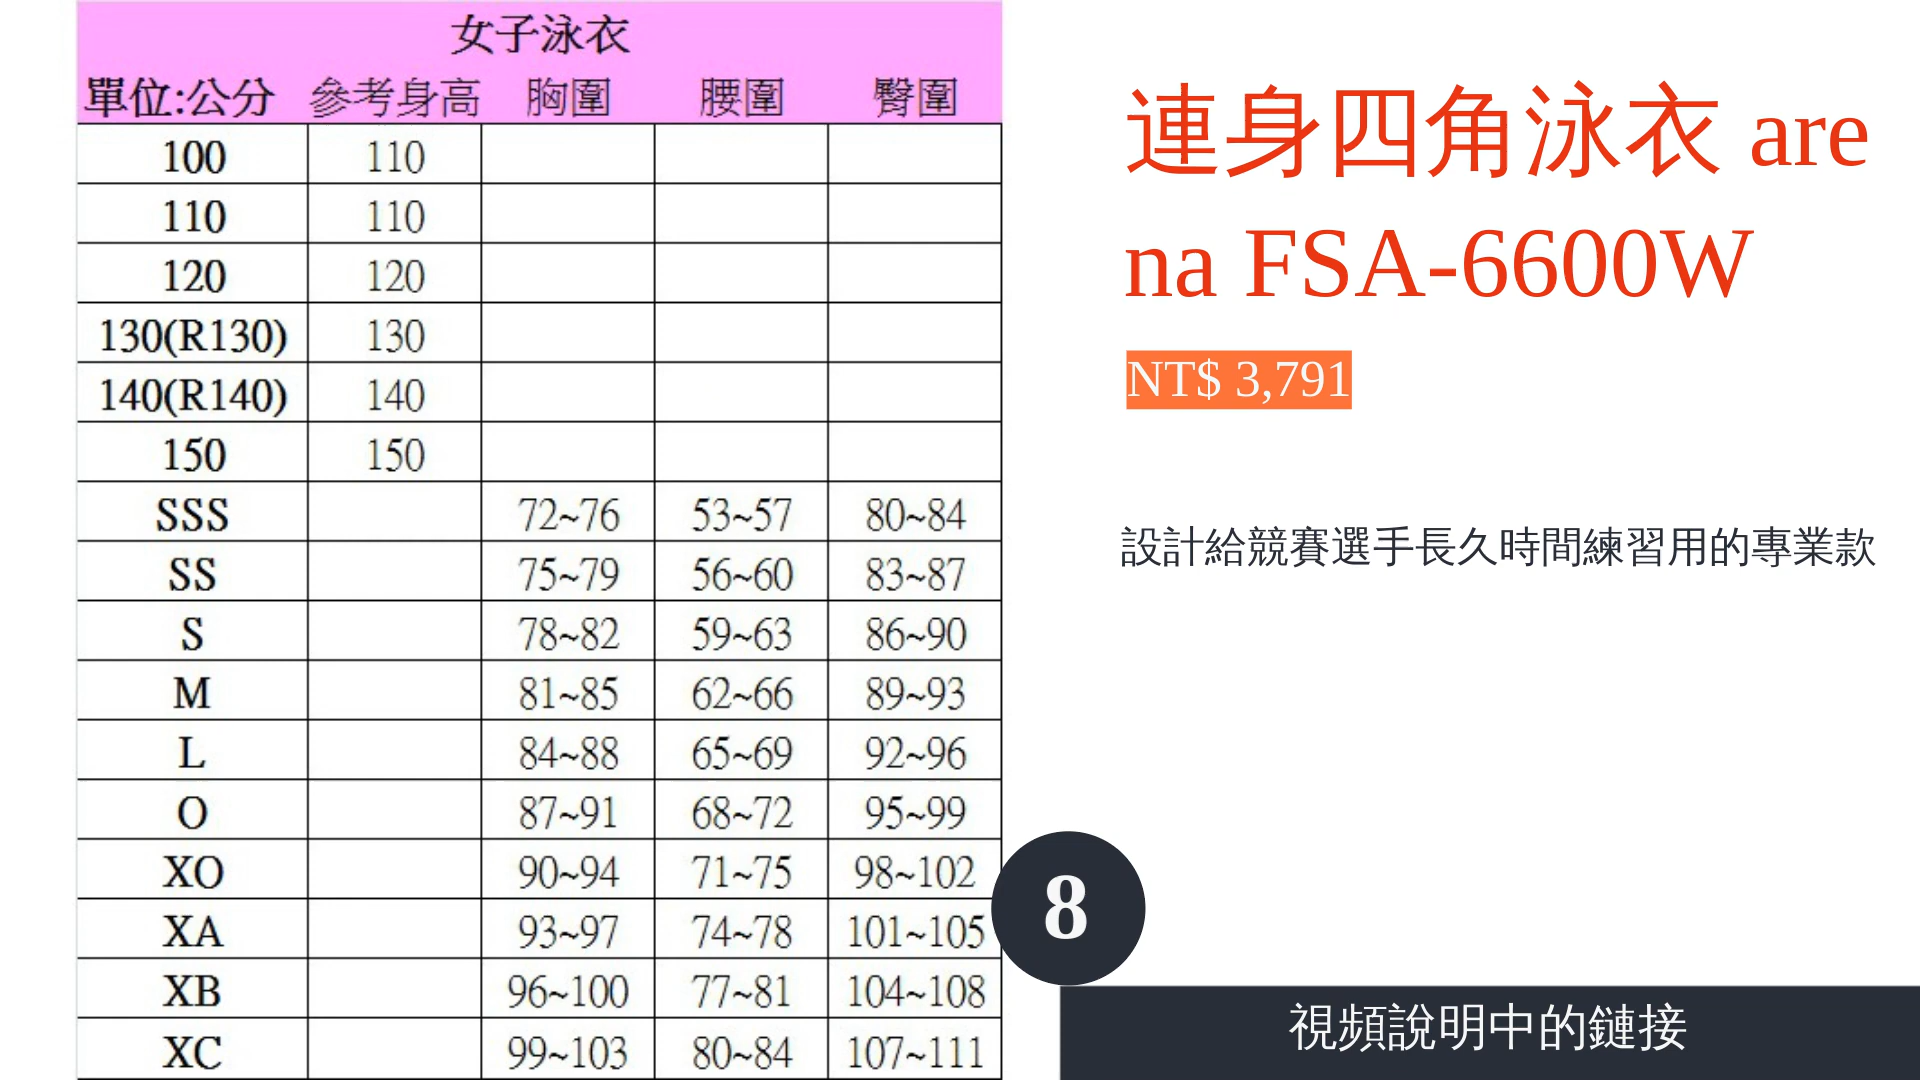 女子泳衣
單位:公分 參考身高 胸圍 腰圍 臀圍
100 110
110 110
120 120
130(R130) 130
140(R140) 140
150 150
SSS 72~76 53~57 80~84
SS 75~79 56~60 83~87
S 78~82 59~63 86~90
M 81~85 62~66 89~93
L 84~88 65~69 92~96
O 87~91 68~72 95~99
XO 90~94 71~75 98~102
XA 93~97 74~78 101~105
XB 96~100 77~81 104~108
XC 99~103 80~84 107~111
連身四角泳衣 are
na FSA-6600W
NT$ 3,791
設計給競賽選手長久時間練習用的專業款
8
視頻說明中的鏈接